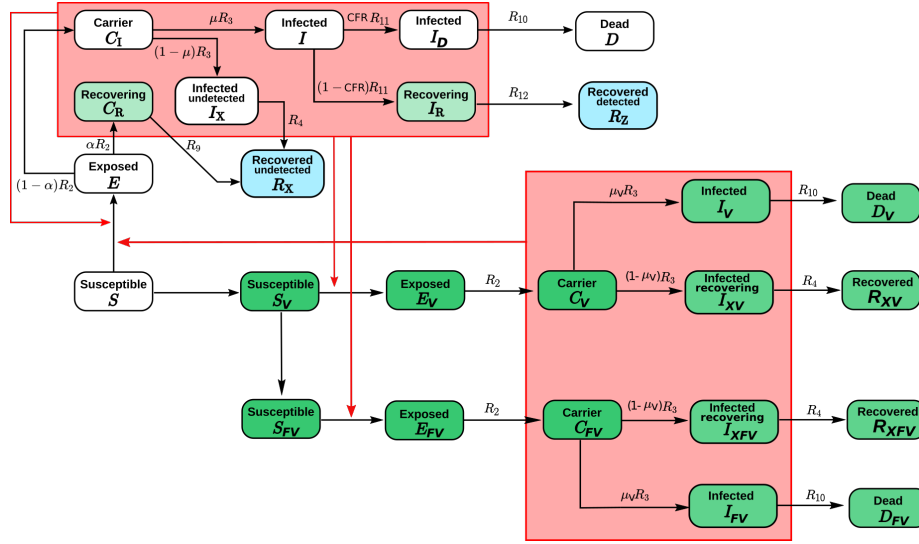 Carrier
C_I
μR_3
Infected
I
CFR R_11
Infected
I_D
R_10
Dead
D
(1 − μ)R_3
Infected
undetected
I_X
(1 − CFR)R_11
Recovering
I_R
R_12
Recovered
detected
R_Z
Recovering
C_R
R_4
αR_2
R_9
Exposed
E
(1 − α)R_2
Recovered
undetected
R_X
Susceptible
S
Susceptible
S_V
Exposed
E_V
R_2
Carrier
C_V
μ_V R_3
Infected
I_V
R_10
Dead
D_V
(1- μ_V)R_3
Infected
recovering
I_XV
R_4
Recovered
R_XV
Susceptible
S_FV
Exposed
E_FV
R_2
Carrier
C_FV
(1- μ_V)R_3
Infected
recovering
I_XFV
R_4
Recovered
R_XFV
μ_V R_3
Infected
I_FV
R_10
Dead
D_FV